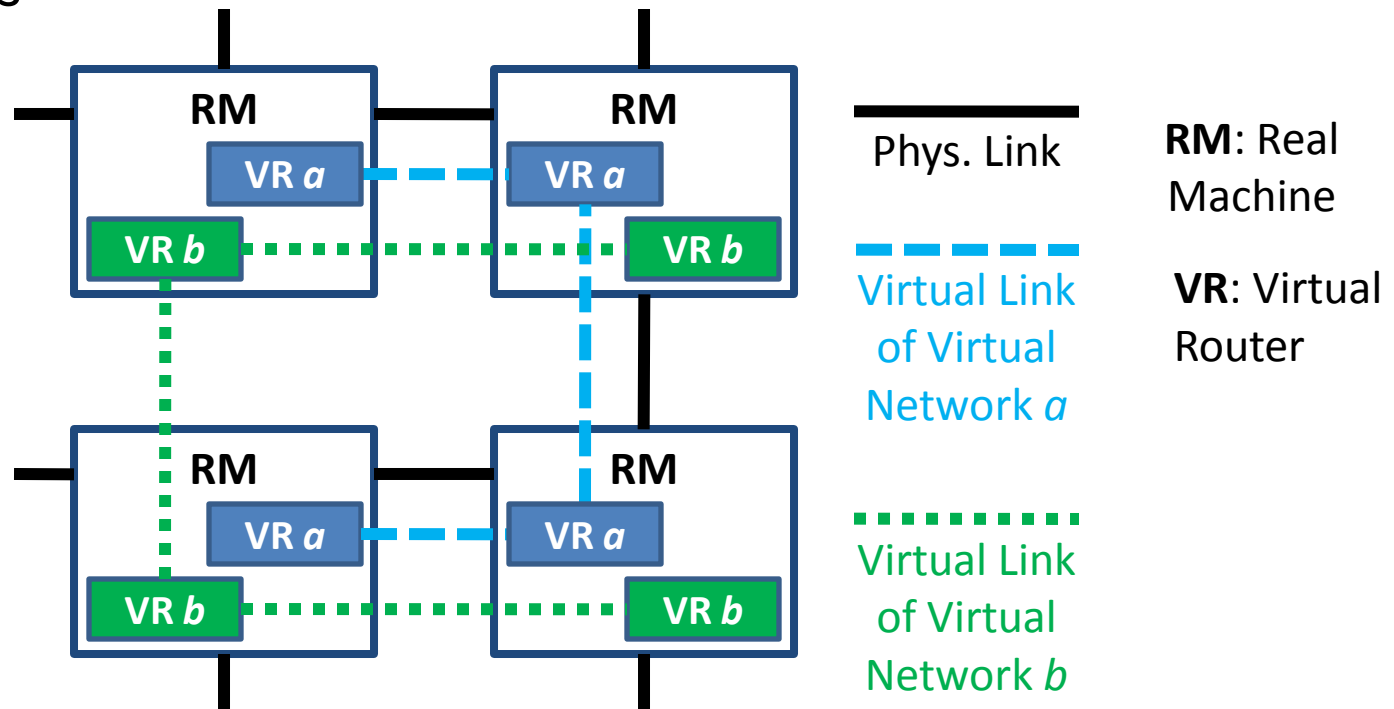 RM
RM
VR a
VR a
VR b
VR b
RM
RM
VR a
VR a
VR b
VR b
Phys. Link
Virtual Link
of Virtual
Network a
Virtual Link
of Virtual
Network b
RM: Real
Machine
VR: Virtual
Router